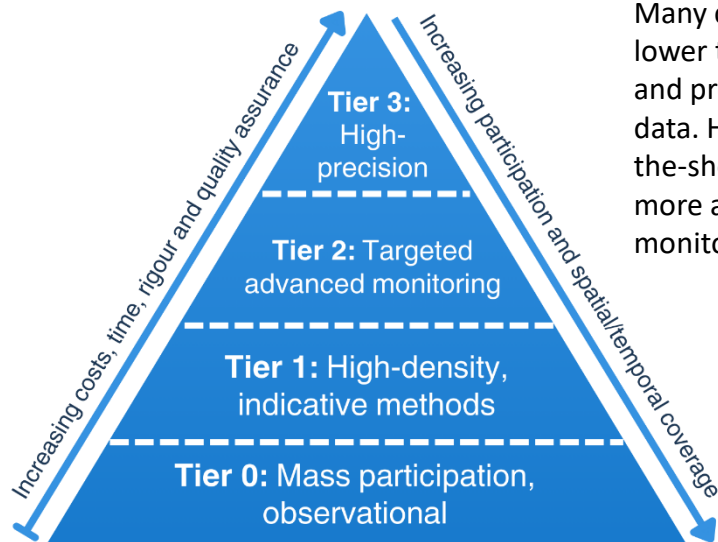 Increasing costs, time, rigour and quality assurance
Tier 3:
High-
precision
Tier 2: Targeted
advanced monitoring
Tier 1: High-density,
indicative methods
Tier 0: Mass participation,
observational
Increasing participation and spatial/temporal coverage
Many
lower
and
data.
the-sh
more
monito